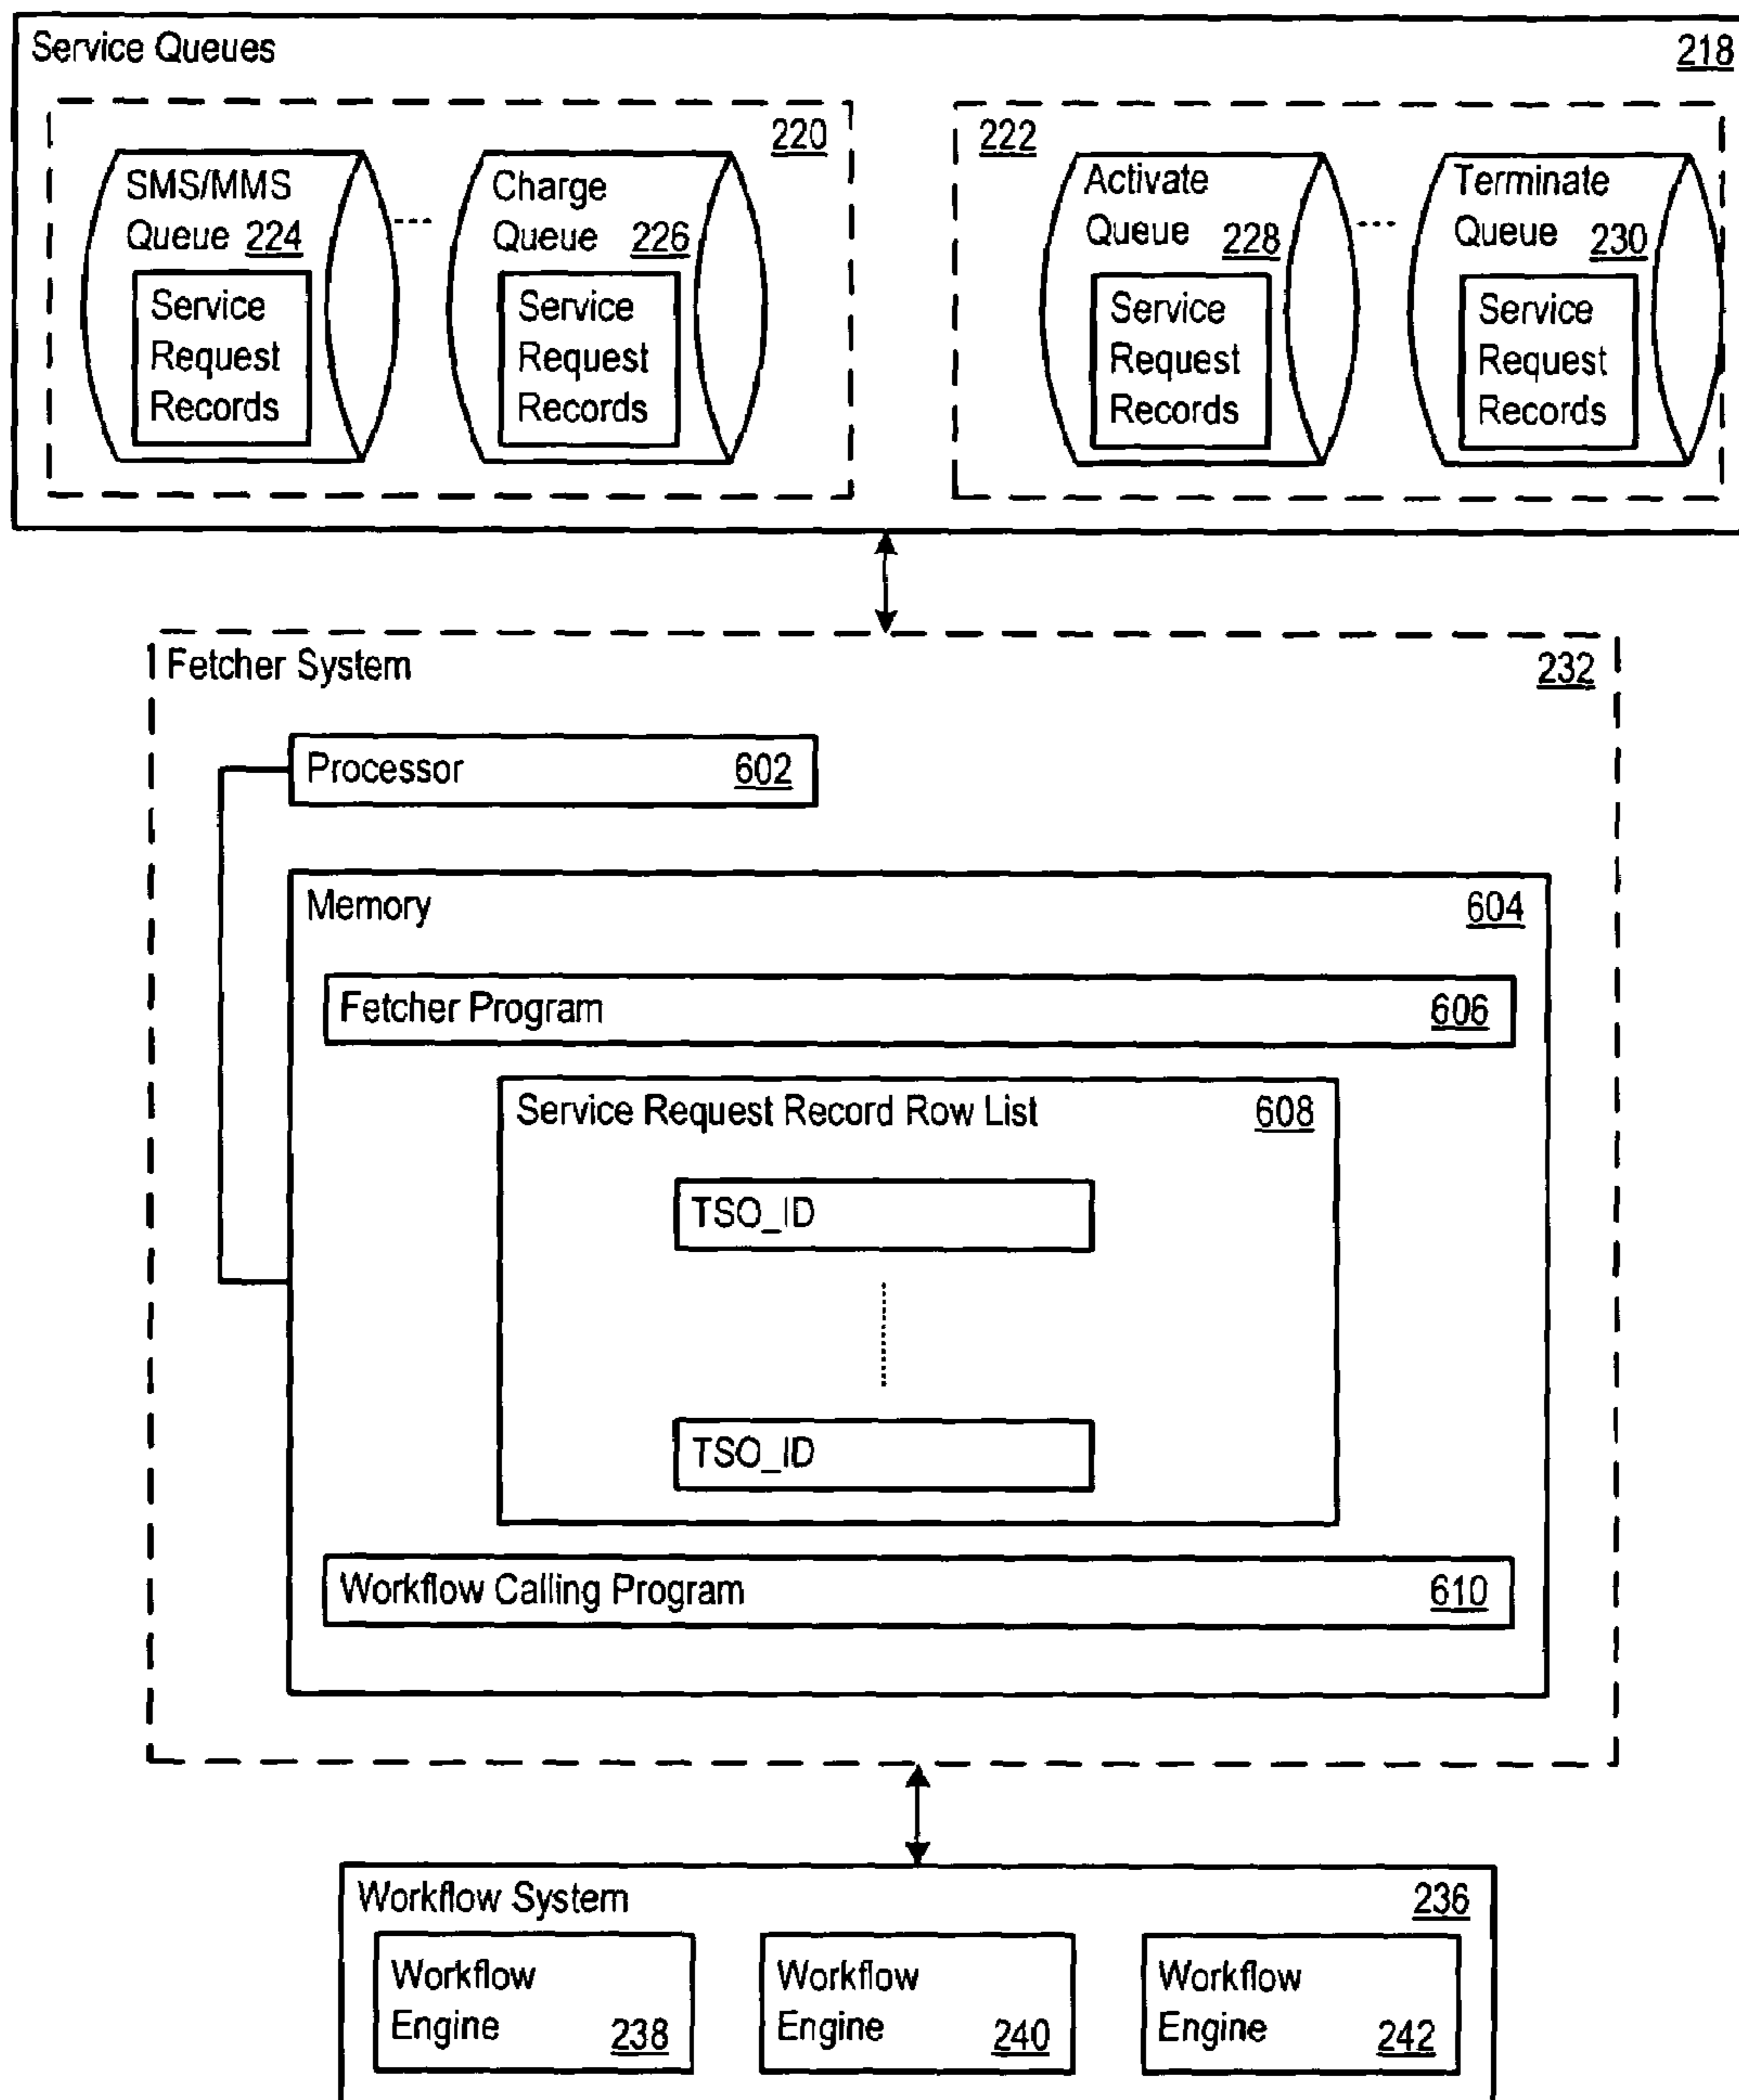 Service Queues 218
220
SMS/MMS
Queue 224
Service
Request
Records
Charge
Queue 226
Service
Request
Records
222
Activate
Queue 228
Service
Request
Records
Terminate
Queue 230
Service
Request
Records
Fetcher System 232
Processor 602
Memory 604
Fetcher Program 606
Service Request Record Row List 608
TSO_ID
TSO_ID
Workflow Calling Program 610
Workflow System 236
Workflow
Engine 238
Workflow
Engine 240
Workflow
Engine 242